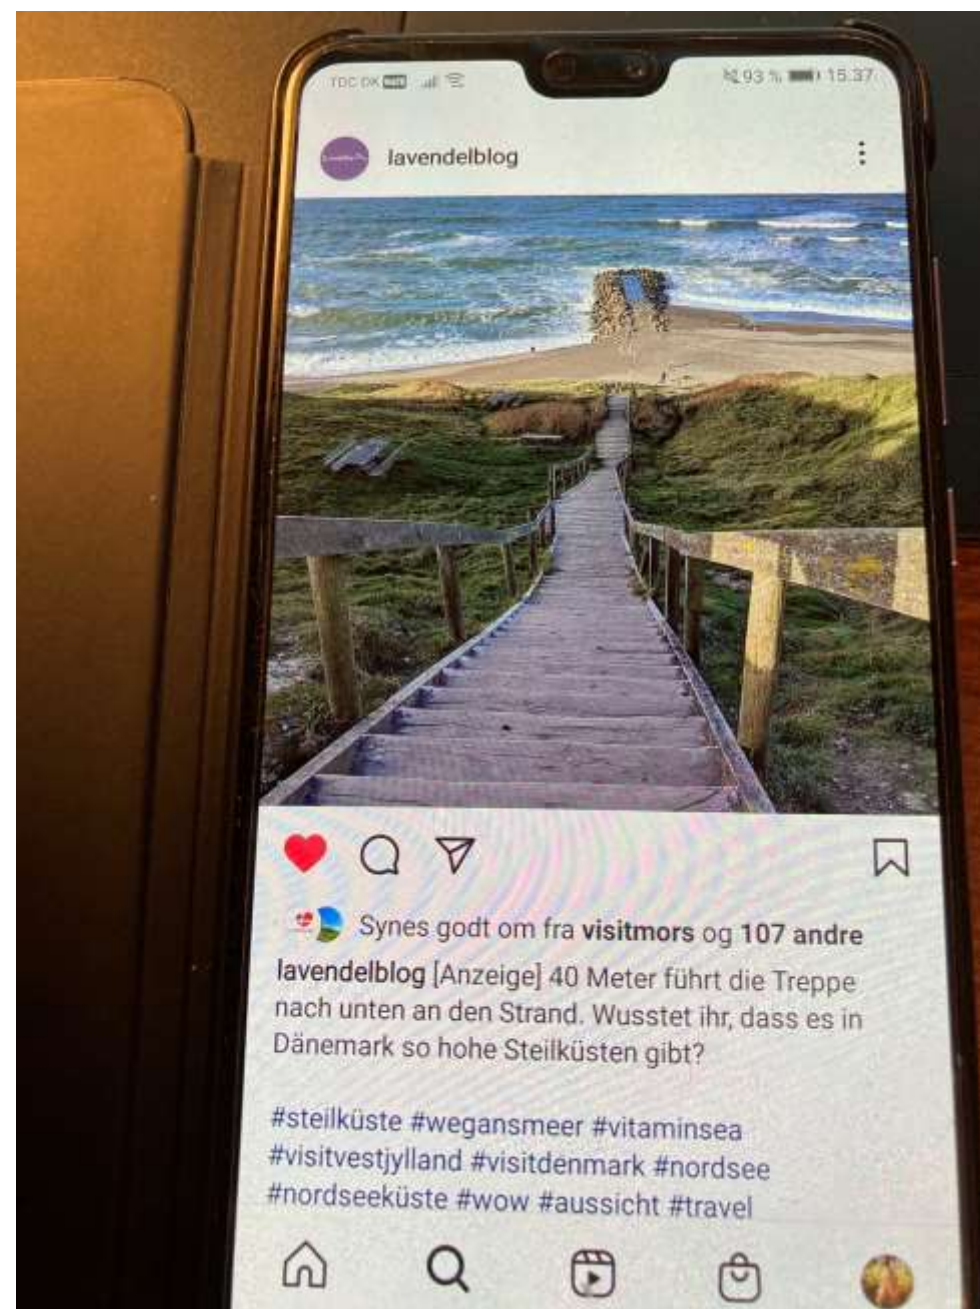 TDC DK
93 % 15.37
lavendelblog
Synes godt om fra visitmors og 107 andre
lavendelblog [Anzeige] 40 Meter führt die Treppe
nach unten an den Strand. Wusstet ihr, dass es in
Dänemark so hohe Steilküsten gibt?
#steilküste #wegansmeer #vitaminsea
#visitvestjylland #visitdenmark #nordsee
#nordseeküste #wow #aussicht #travel